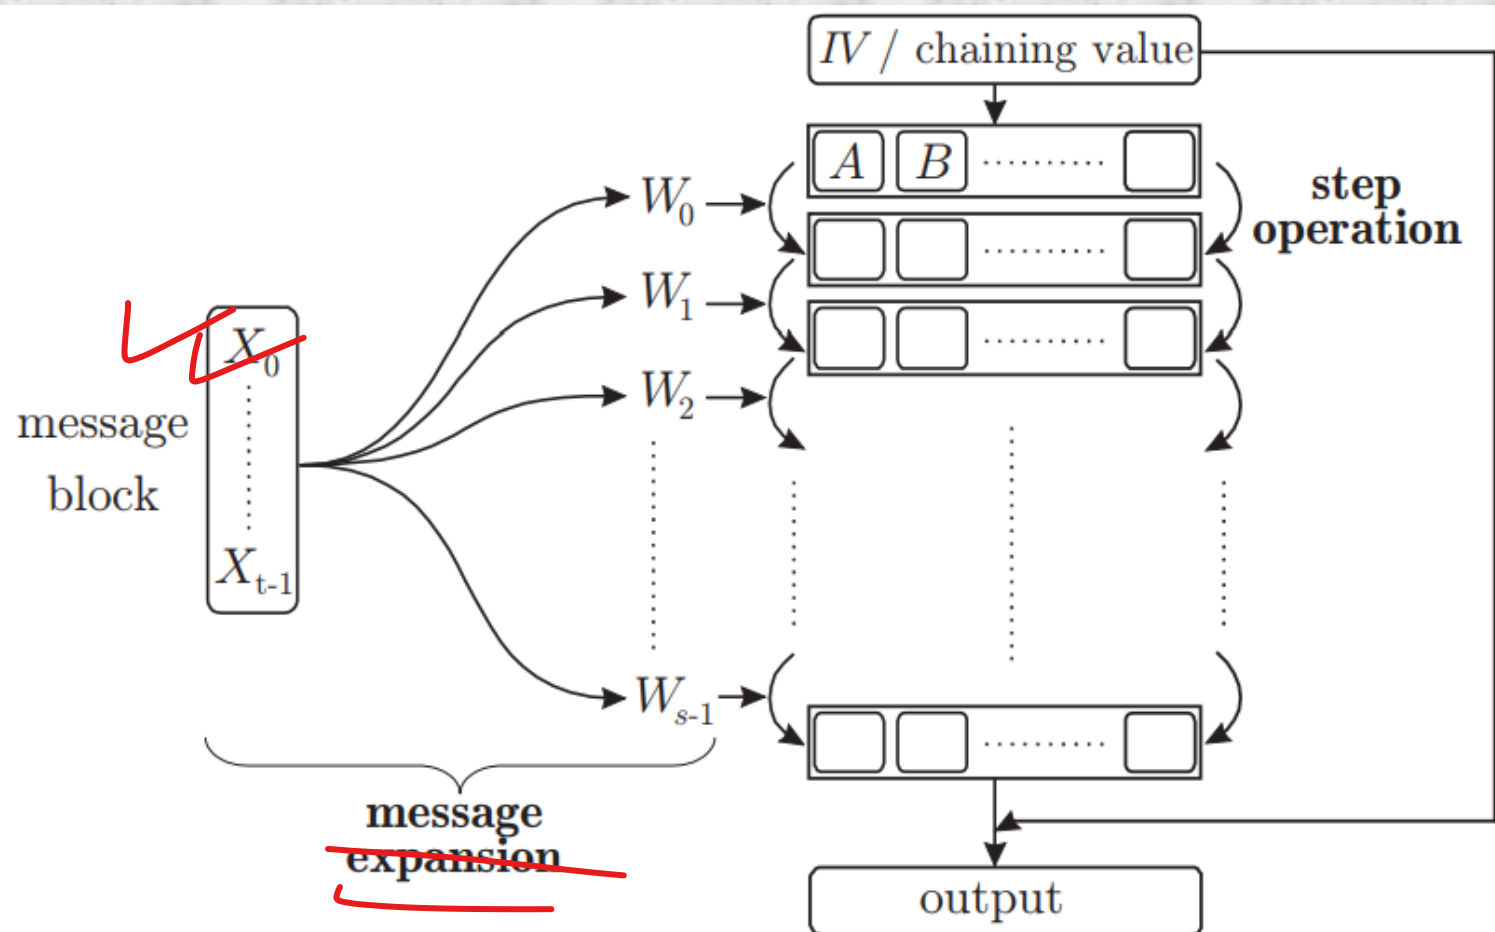 IV / chaining value
A B
step
operation
W0
W1
X0
W2
message
block
Xt-1
Ws-1
message
expansion
output